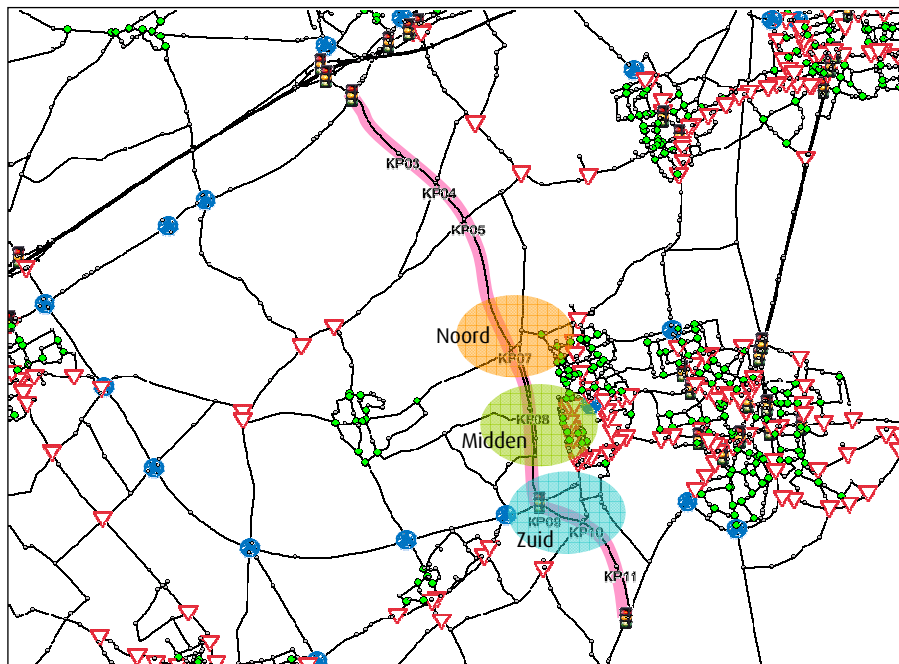 KP03
KP04
KP05
Noord
KP07
KP08
Midden
KP09
Zuid
KP10
KP11